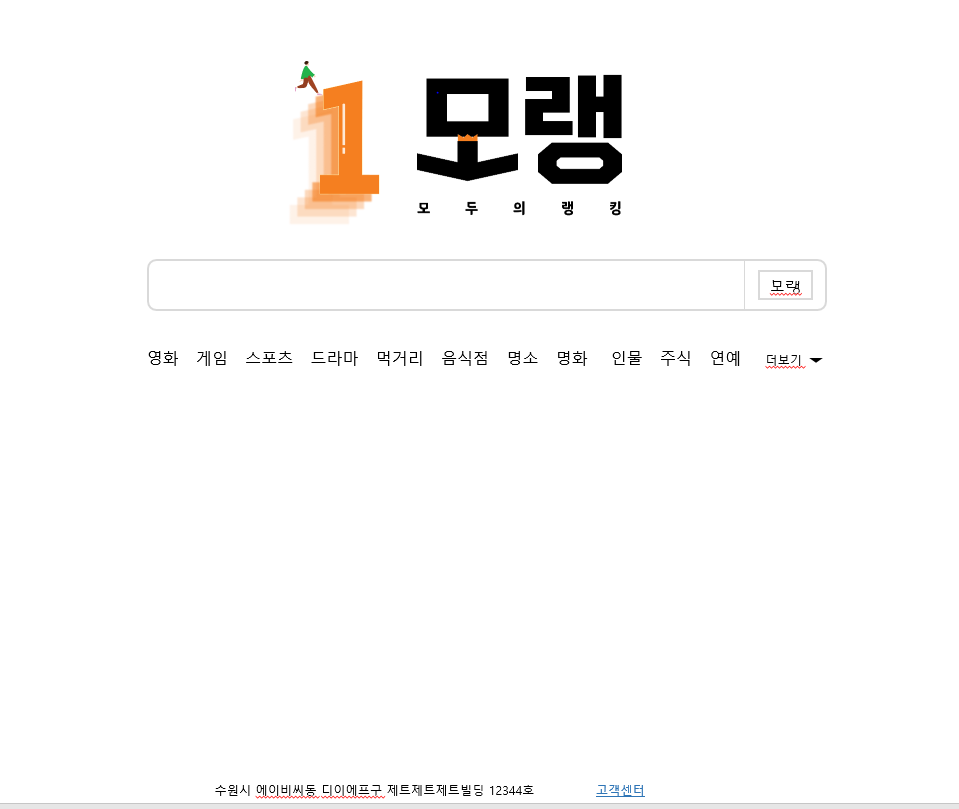 1 모랭
모 두 의 랭 킹
모랭
영화 게임 스포츠 드라마 먹거리 음식점 명소 명화 인물 주식 연예 더보기
수원시 에이비씨동 디이에프구 제트제트제트빌딩 12344호 고객센터